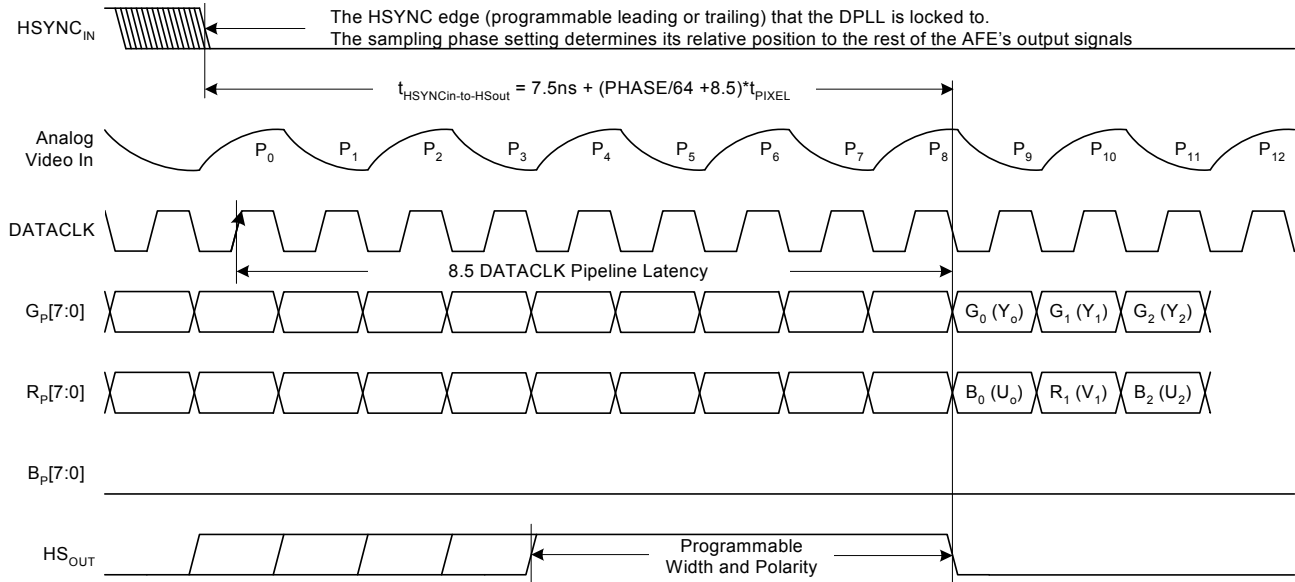 HSYNC_IN
The HSYNC edge (programmable leading or trailing) that the DPLL is locked to.
The sampling phase setting determines its relative position to the rest of the AFE's output signals
t_HSYNCin-to-HSout = 7.5ns + (PHASE/64 +8.5)*t_PIXEL
Analog
Video In
P_0 P_1 P_2 P_3 P_4 P_5 P_6 P_7 P_8 P_9 P_10 P_11 P_12
DATACLK
8.5 DATACLK Pipeline Latency
G_P[7:0]
G_0 (Y_o) G_1 (Y_1) G_2 (Y_2)
R_P[7:0]
B_0 (U_o) R_1 (V_1) B_2 (U_2)
B_P[7:0]
HS_OUT
Programmable
Width and Polarity